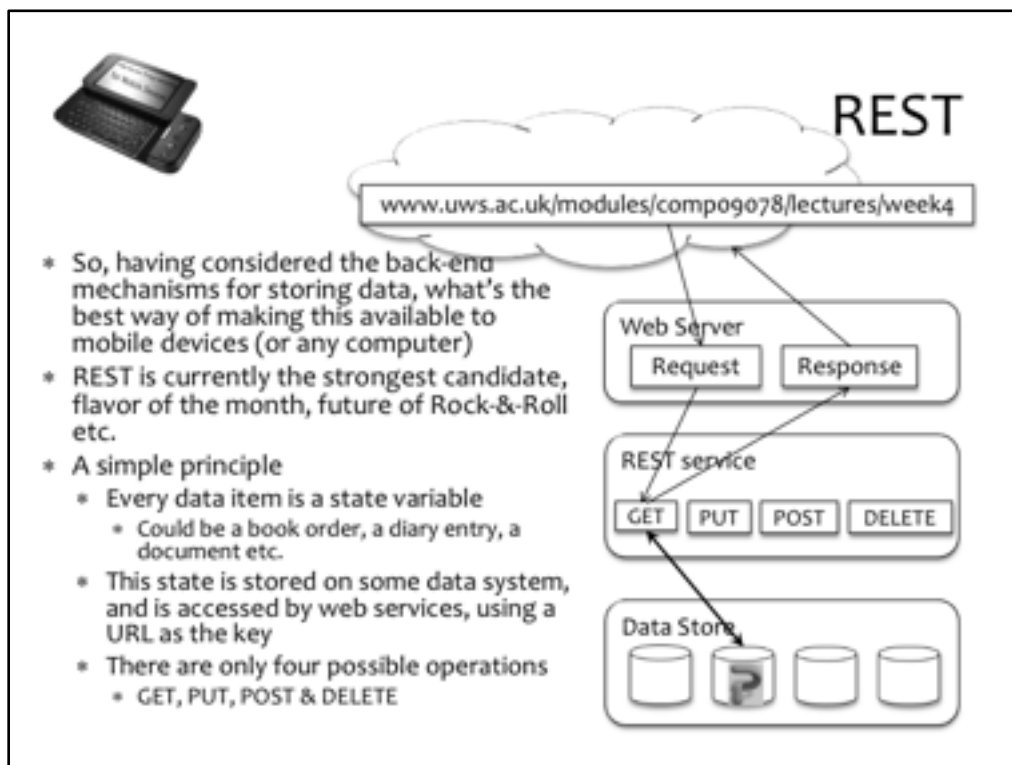 REST
www.uws.ac.uk/modules/comp09078/lectures/week4
* So, having considered the back-end
mechanisms for storing data, what's the
best way of making this available to
mobile devices (or any computer)
* REST is currently the strongest candidate,
flavor of the month, future of Rock-&-Roll
etc.
* A simple principle
* Every data item is a state variable
* Could be a book order, a diary entry, a
document etc.
* This state is stored on some data system,
and is accessed by web services, using a
URL as the key
* There are only four possible operations
* GET, PUT, POST & DELETE
Web Server
Request
Response
REST service
GET
PUT
POST
DELETE
Data Store